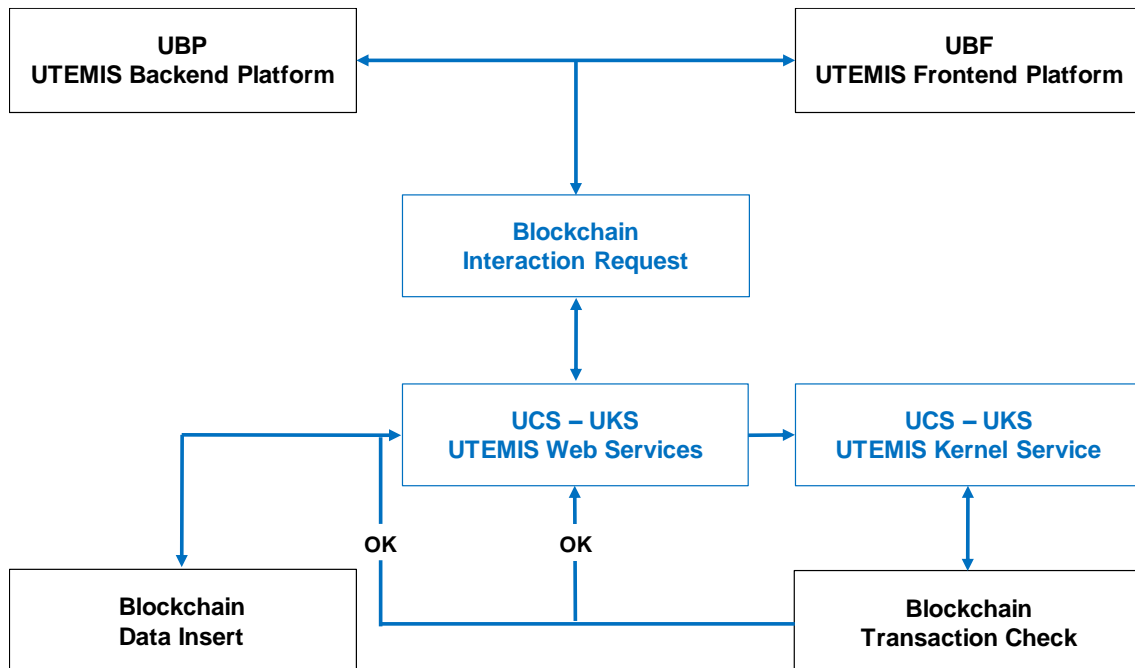 UBP
UTEMIS Backend Platform
UBF
UTEMIS Frontend Platform
Blockchain
Interaction Request
UCS – UKS
UTEMIS Web Services
UCS – UKS
UTEMIS Kernel Service
OK
OK
Blockchain
Data Insert
Blockchain
Transaction Check